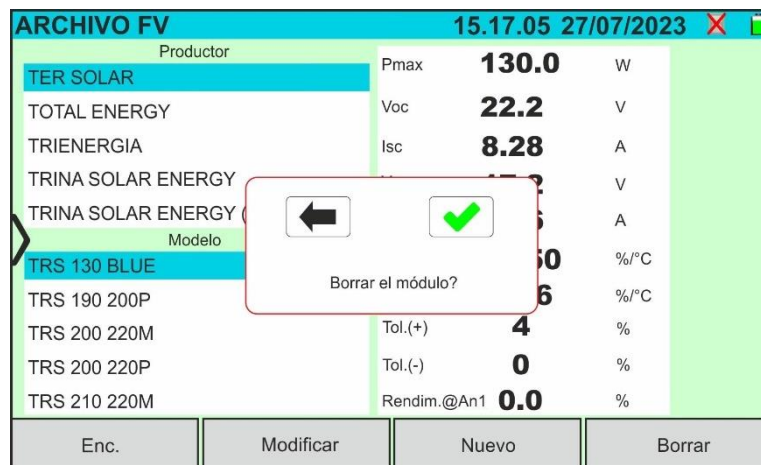 ARCHIVO FV 15.17.05 27/07/2023
Productor
TER SOLAR
TOTAL ENERGY
TRIENERGIA
TRINA SOLAR ENERGY
TRINA SOLAR ENERGY (
Modelo
TRS 130 BLUE
TRS 190 200P
TRS 200 220M
TRS 200 220P
TRS 210 220M
Pmax 130.0 W
Voc 22.2 V
Isc 8.28 A
V
A
%/°C
%/°C
Tol.(+) 4 %
Tol.(-) 0 %
Rendim.@An1 0.0 %
Borrar el módulo?
Enc. Modificar Nuevo Borrar